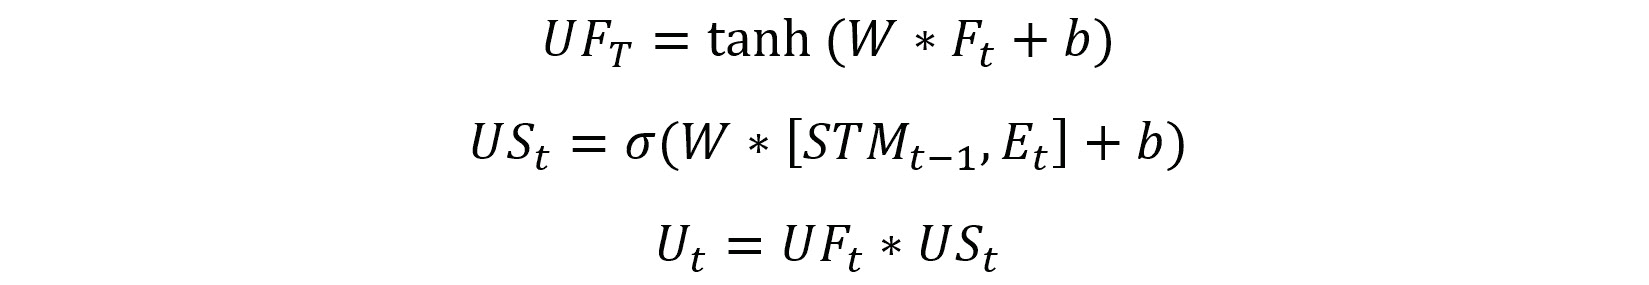 UF_T = tanh (W * F_t + b)
US_t = σ(W * [STM_{t−1}, E_t] + b)
U_t = UF_t * US_t